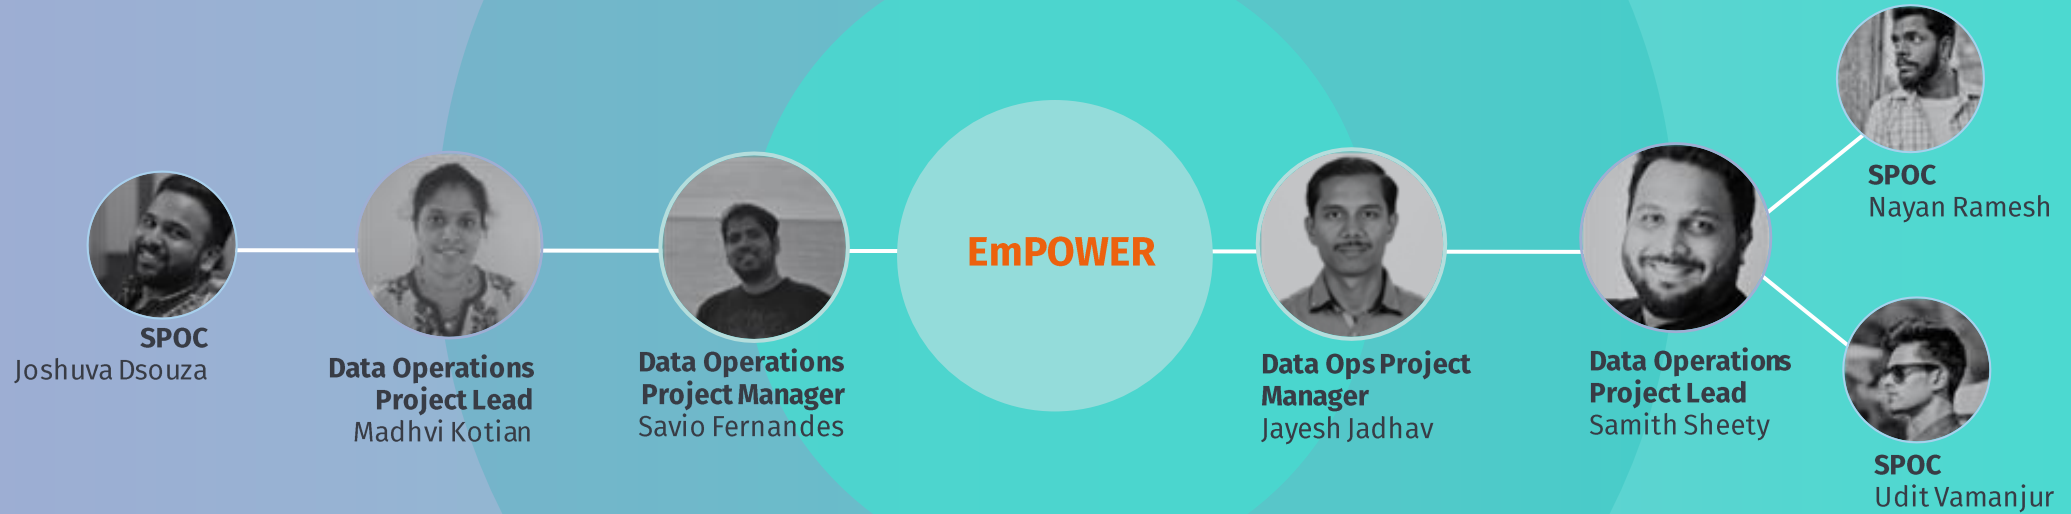 SPOC
Joshuva Dsouza
Data Operations
Project Lead
Madhvi Kotian
Data Operations
Project Manager
Savio Fernandes
EmPOWER
Data Ops Project
Manager
Jayesh Jadhav
Data Operations
Project Lead
Samith Sheety
SPOC
Nayan Ramesh
SPOC
Udit Vamanjur